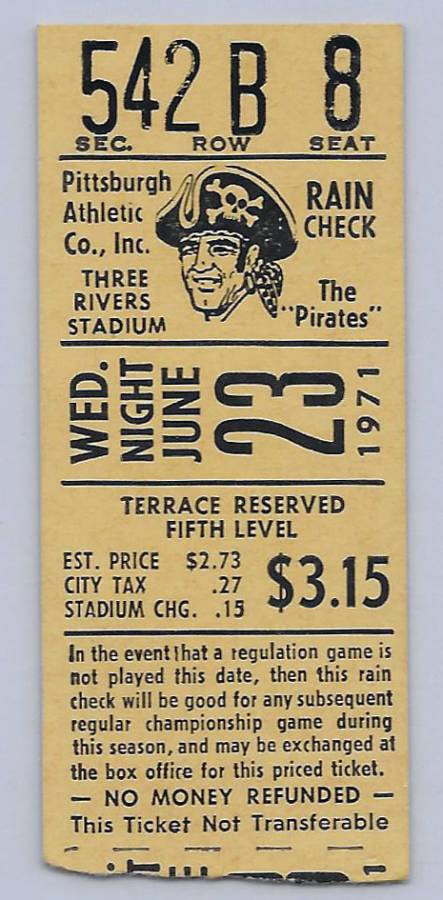 542 B 8
SEC. ROW SEAT
Pittsburgh
Athletic
Co., Inc.
THREE
RIVERS
STADIUM
RAIN
CHECK
The
"Pirates"
WED.
NIGHT
JUNE
23
1971
TERRACE RESERVED
FIFTH LEVEL
EST. PRICE $2.73
CITY TAX .27
STADIUM CHG. .15
$3.15
In the event that a regulation game is
not played this date, then this rain
check will be good for any subsequent
regular championship game during
this season, and may be exchanged at
the box office for this priced ticket.
— NO MONEY REFUNDED —
This Ticket Not Transferable